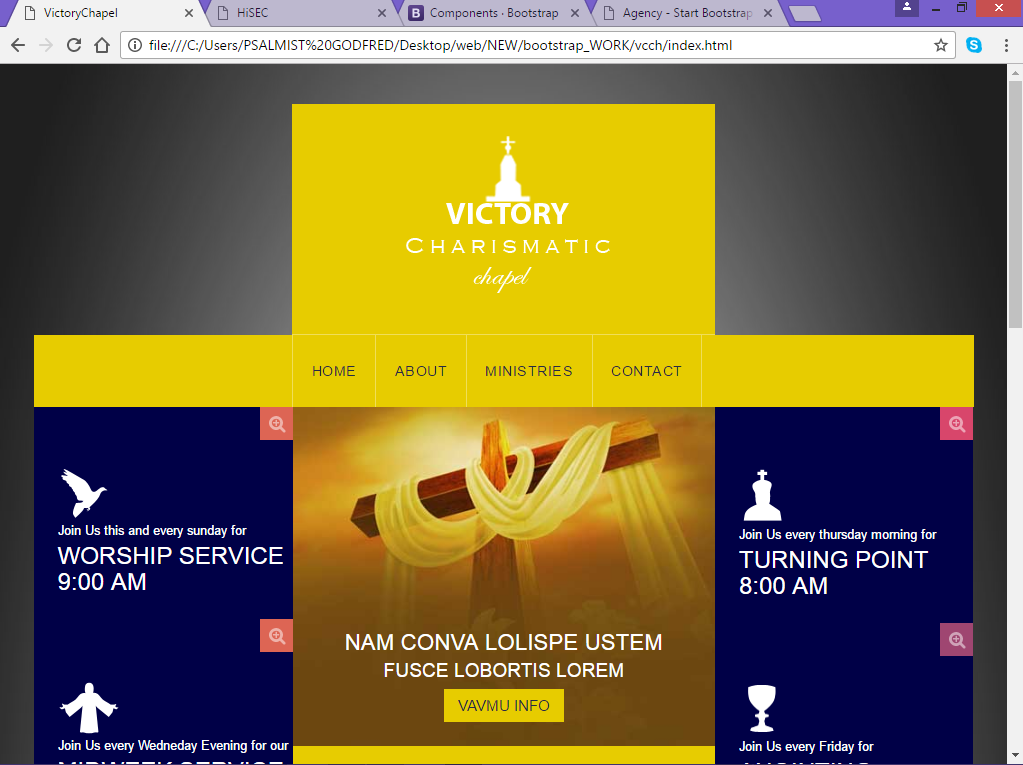 VictoryChapel
HiSEC
Components · Bootstrap
Agency - Start Bootstrap
file:///C:/Users/PSALMIST%20GODFRED/Desktop/web/NEW/bootstrap_WORK/vcch/index.html
VICTORY
CHARISMATIC
chapel
HOME ABOUT MINISTRIES CONTACT
Join Us this and every sunday for
WORSHIP SERVICE
9:00 AM
Join Us every Wedneday Evening for our
MIDWEEK SERVICE
NAM CONVA LOLISPE USTEM
FUSCE LOBORTIS LOREM
VAVMU INFO
Join Us every thursday morning for
TURNING POINT
8:00 AM
Join Us every Friday for
ANOINTING